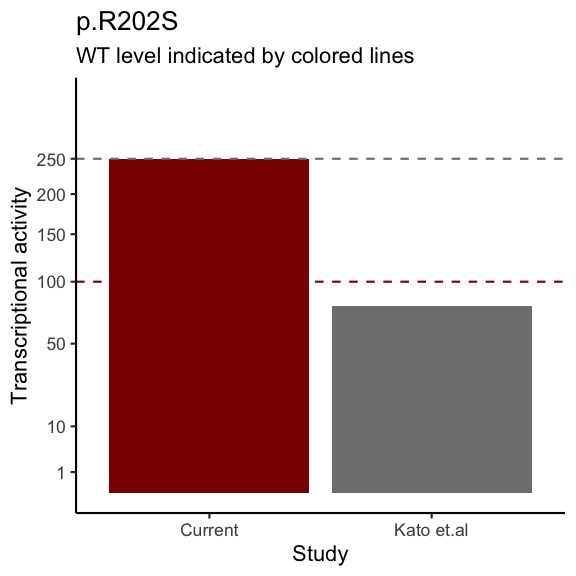 p.R202S
WT level indicated by colored lines
Transcriptional activity
250
200
150
100
50
10
1
Current
Kato et.al
Study